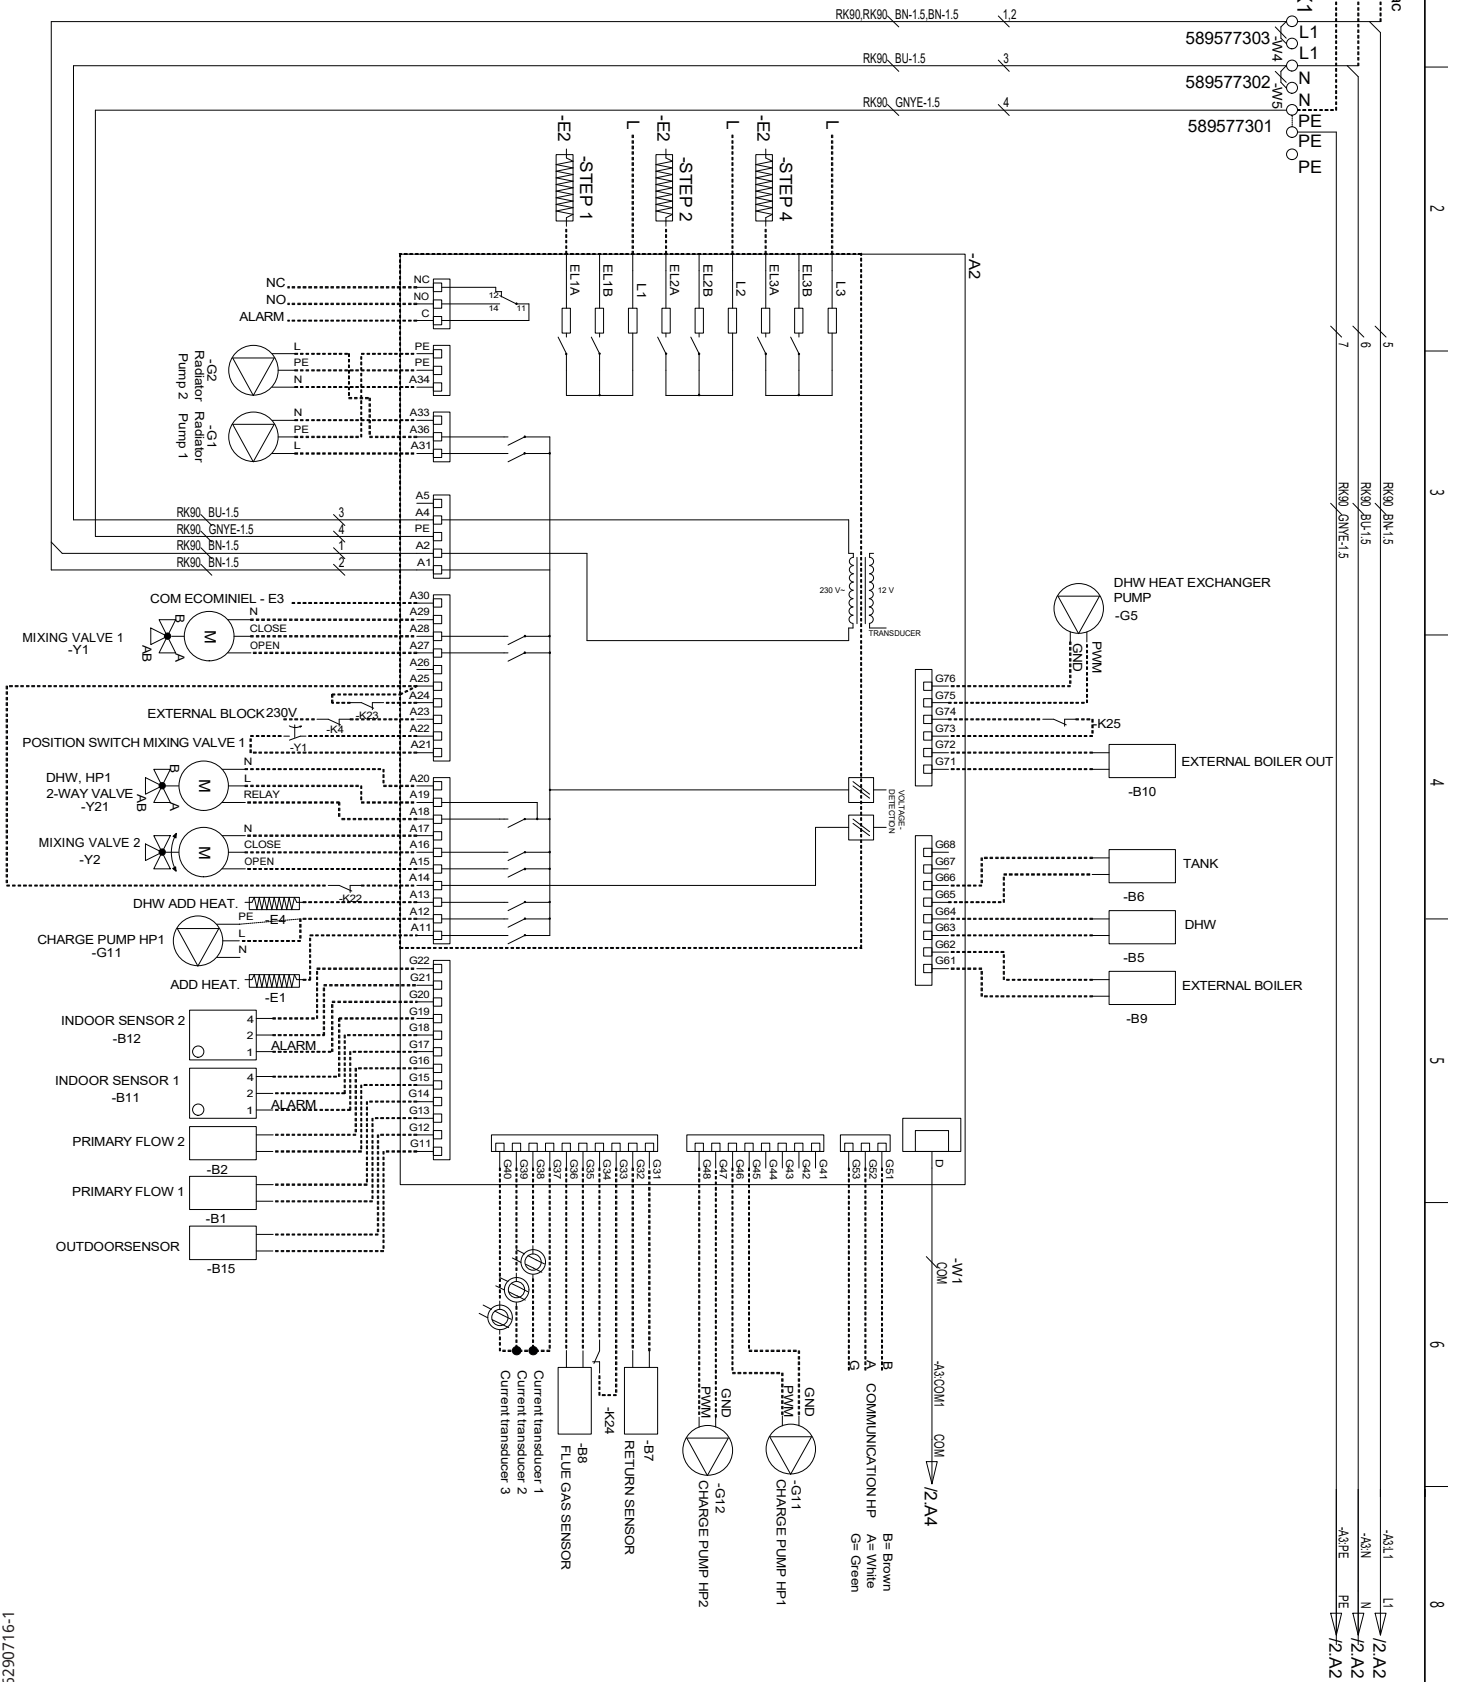 RK90,RK90 BN-1.5,BN-1.5 1,2
RK90 BU-1.5 3
RK90 GNYE-1.5 4
589577303
589577302
589577301
-W4
-W5
L1
L1
N
N
PE
PE
PE
-E2
-STEP 1
L
-E2
-STEP 2
L
-E2
-STEP 4
L
-A2
EL1A
EL1B
L1
EL2A
EL2B
L2
EL3A
EL3B
L3
2
3
4
5
6
8
7
6
5
RK90 GNYE-1.5
RK90 BU-1.5
RK90 BN-1.5
NC NC
NO NO
ALARM C
12
14
11
L PE
PE PE
N A34
-G2
Radiator
Pump 2
N A33
PE A36
L A31
-G1
Radiator
Pump 1
A5
RK90 BU-1.5 3 A4
RK90 GNYE-1.5 4 PE
RK90 BN-1.5 1 A2
RK90 BN-1.5 2 A1
230 V~
12 V
TRANSDUCER
COM ECOMINIEL - E3 A30
N A29
CLOSE A28
OPEN A27
MIXING VALVE 1
-Y1
B
A
AB
M
A26
A25
A24
-K23
EXTERNAL BLOCK 230V A23
-K4
A22
POSITION SWITCH MIXING VALVE 1 A21
-Y1
DHW, HP1
2-WAY VALVE
-Y21
B
A
AB
M
N A20
L A19
RELAY A18
MIXING VALVE 2
-Y2
M
N A17
CLOSE A16
OPEN A15
A14
-K22
DHW ADD HEAT. A13
-E4
PE A12
L A11
N
CHARGE PUMP HP1
-G11
ADD HEAT.
-E1
VOLTAGE-
DETECTION
DHW HEAT EXCHANGER
PUMP
-G5
GND
PWM
G76
G75
G74
G73
G72
G71
-K25
EXTERNAL BOILER OUT
-B10
G68
G67
G66
G65
G64
G63
G62
G61
TANK
-B6
DHW
-B5
EXTERNAL BOILER
-B9
G22
G21
G20
G19
G18
G17
G16
G15
G14
G13
G12
G11
INDOOR SENSOR 2
-B12
4
2
1 ALARM
INDOOR SENSOR 1
-B11
4
2
1 ALARM
PRIMARY FLOW 2
-B2
PRIMARY FLOW 1
-B1
OUTDOORSENSOR
-B15
G40
G39
G38
G37
G36
G35
G34
G33
G32
G31
G48
G47
G46
G45
G44
G43
G42
G41
G53
G52
G51
D
Current transducer 1
Current transducer 2
Current transducer 3
-B8
FLUE GAS SENSOR
-K24
-B7
RETURN SENSOR
PWM
GND
-G12
CHARGE PUMP HP2
PWM
GND
-G11
CHARGE PUMP HP1
G
A
B
COMMUNICATION HP
B= Brown
A= White
G= Green
-W1
COM
-A3:COM1
COM
/2.A4
-A3:PE PE /2.A2
-A3:N N /2.A2
-A3:L1 L1 /2.A2